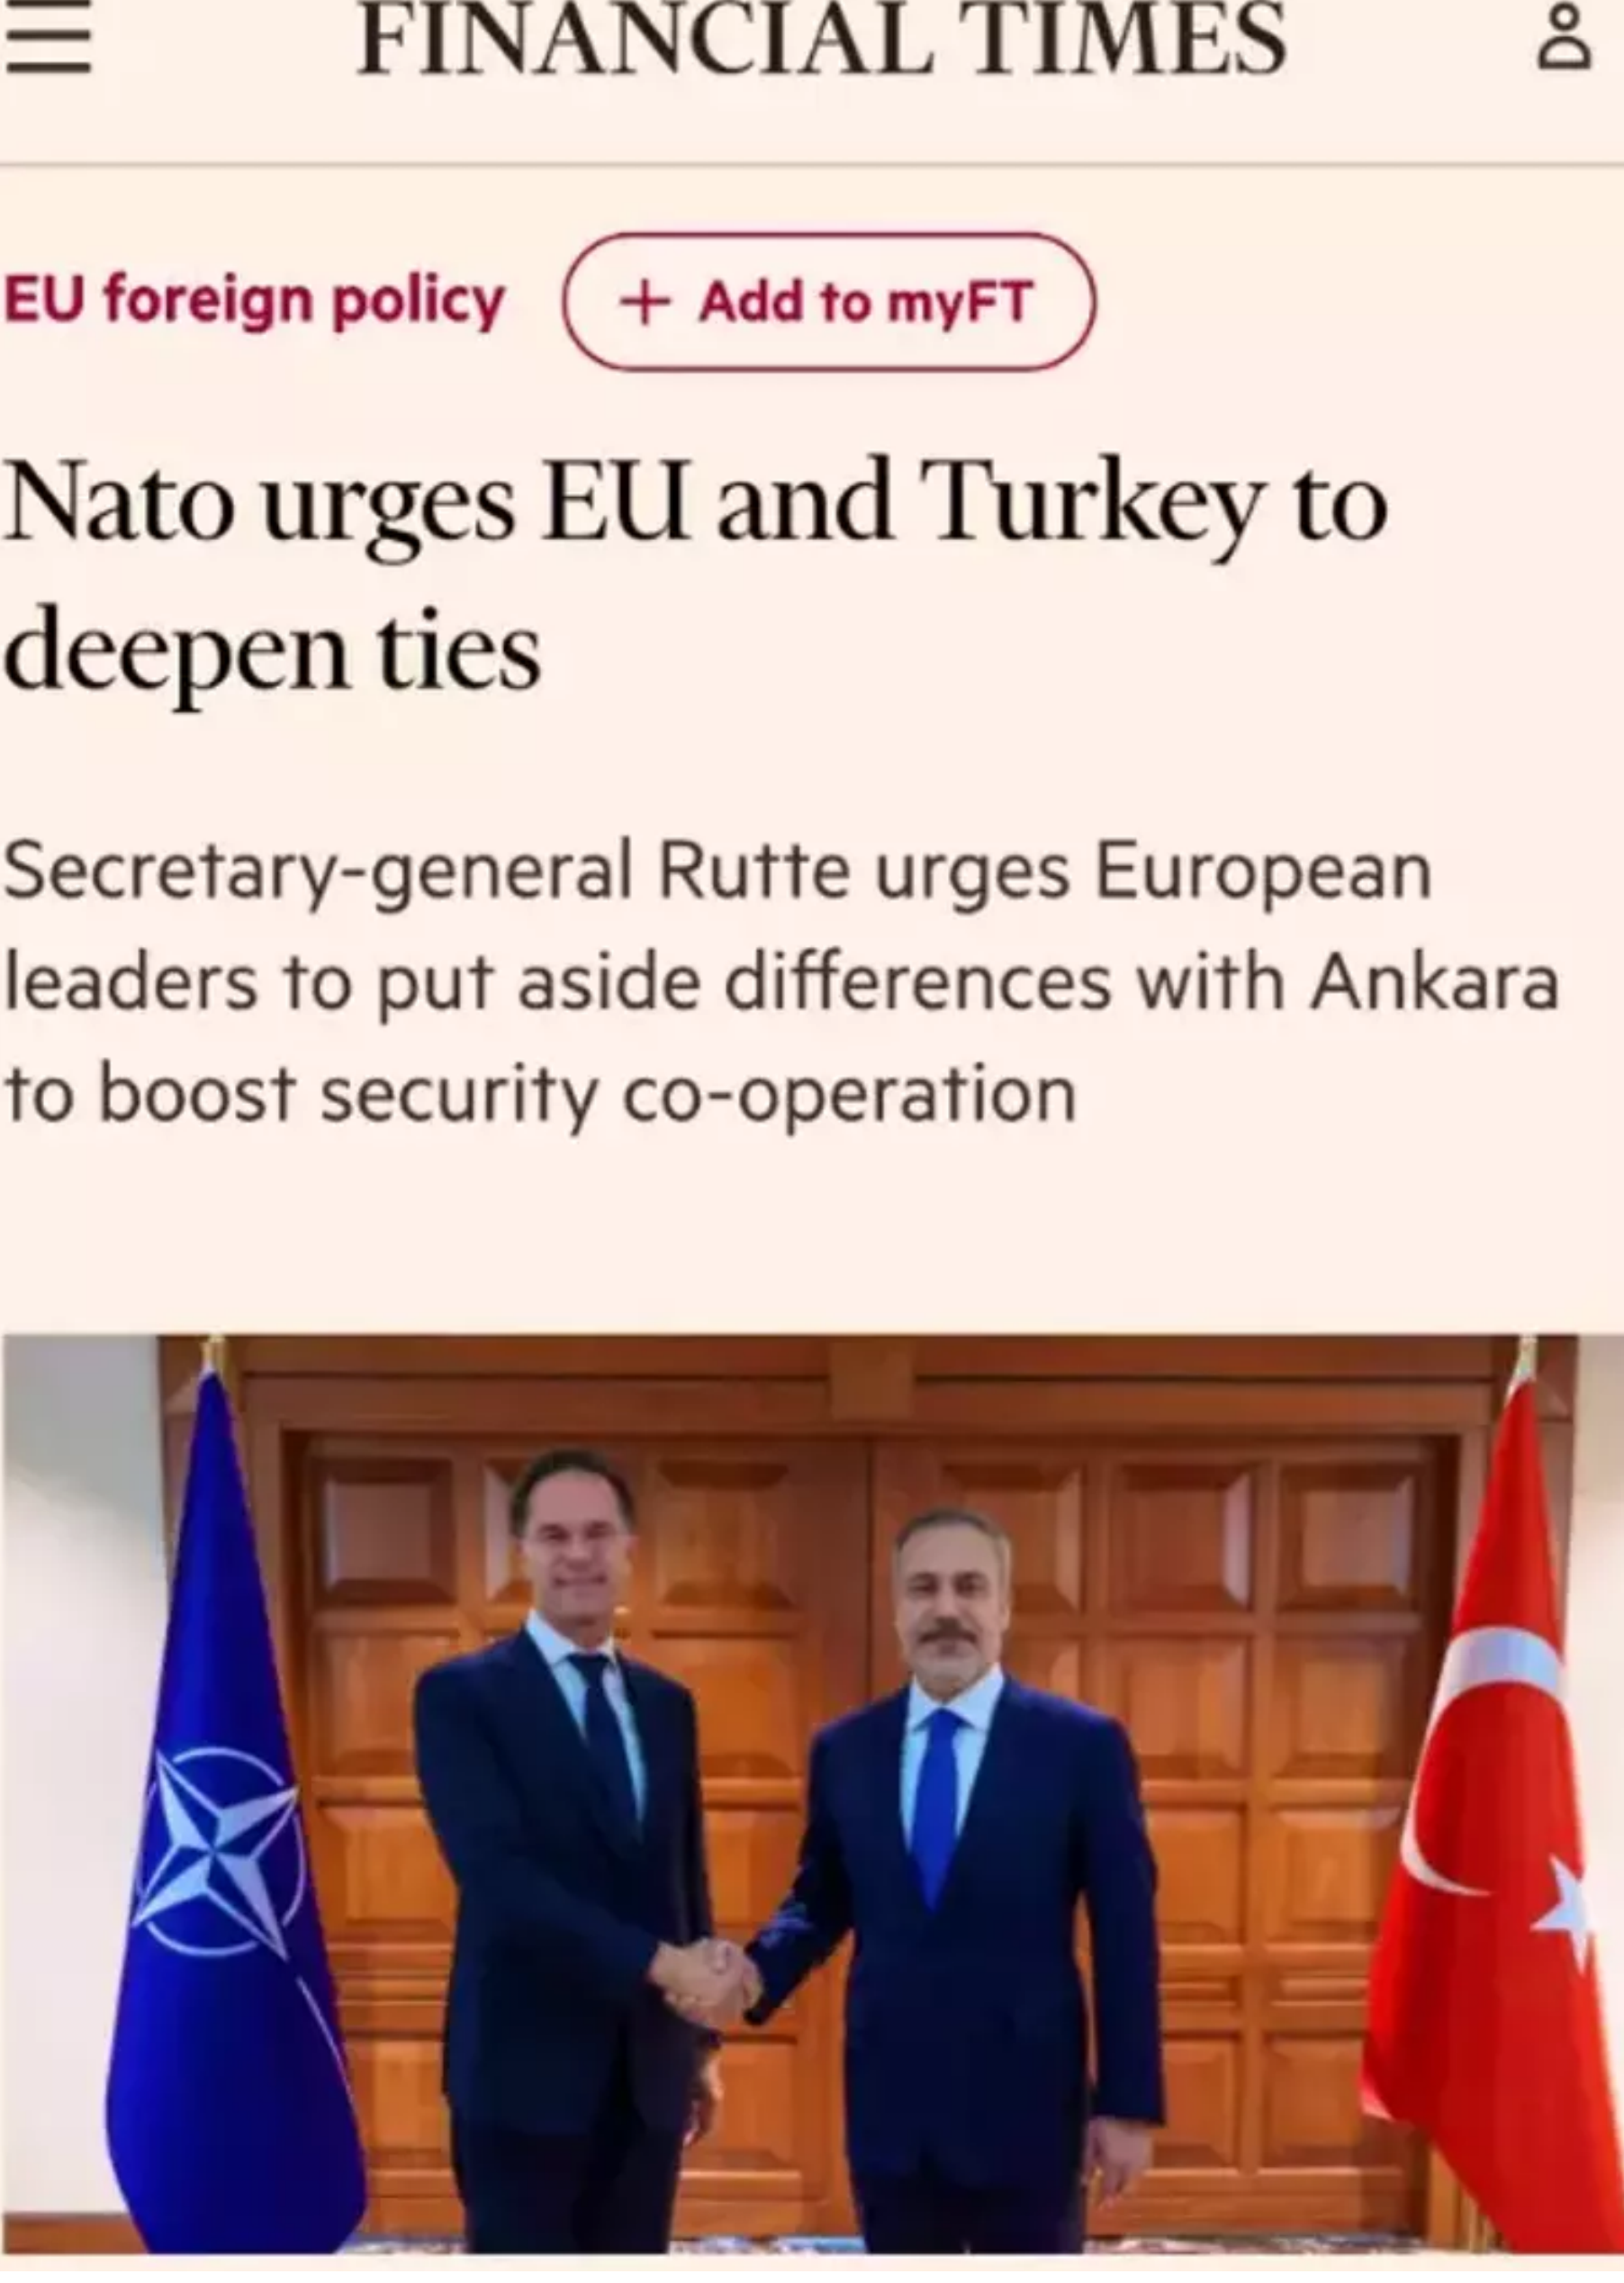 FINANCIAL TIMES
EU foreign policy
+ Add to myFT
Nato urges EU and Turkey to
deepen ties
Secretary-general Rutte urges European
leaders to put aside differences with Ankara
to boost security co-operation